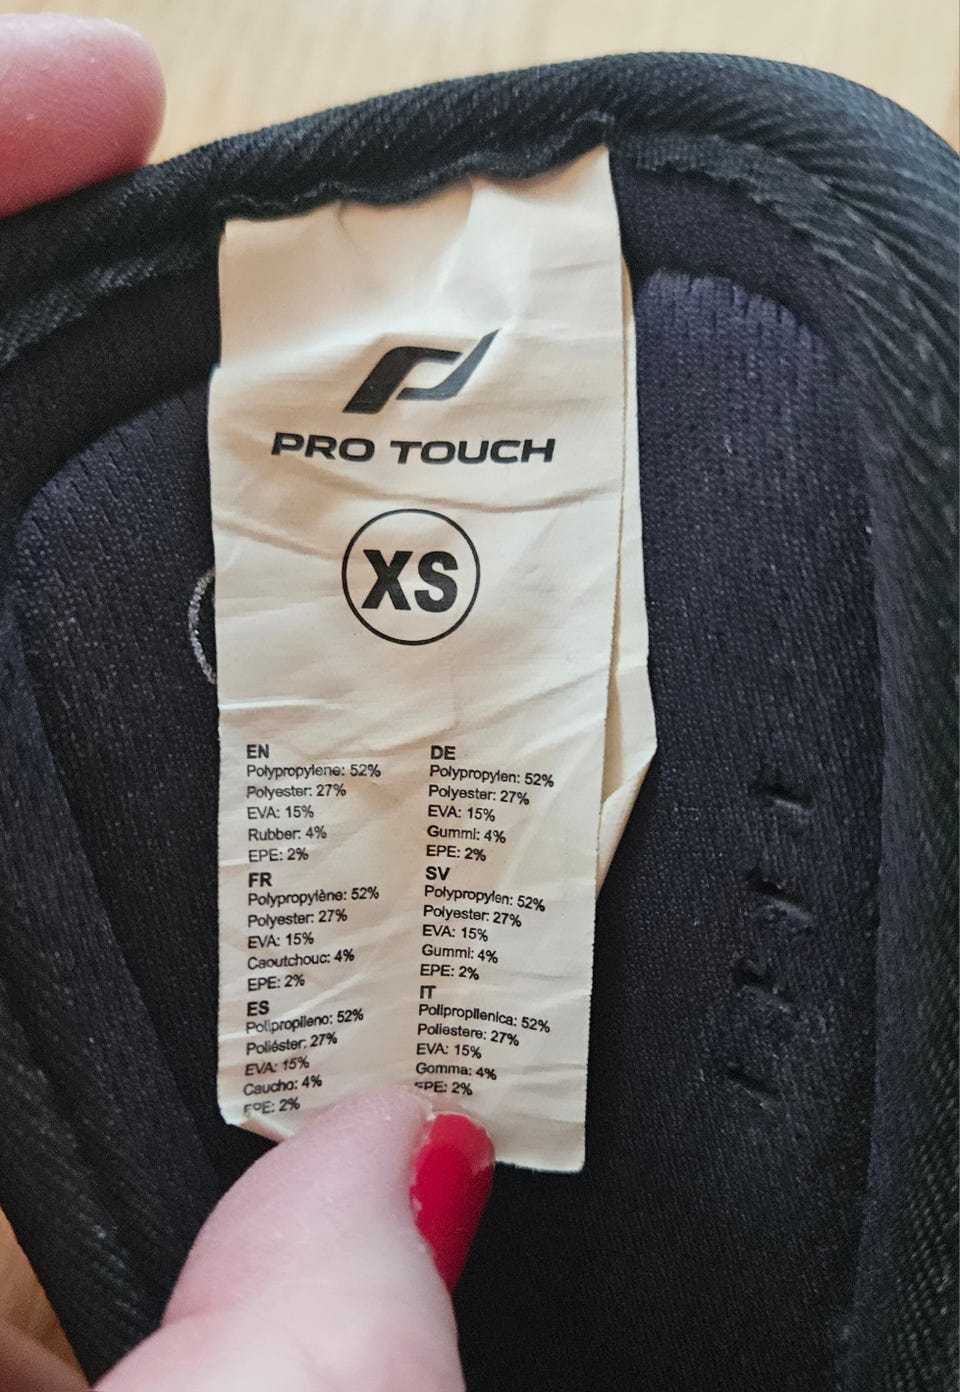 PRO TOUCH
XS
EN
Polypropylene: 52%
Polyester: 27%
EVA: 15%
Rubber: 4%
EPE: 2%
FR
Polypropylène: 52%
Polyester: 27%
EVA: 15%
Caoutchouc: 4%
EPE: 2%
ES
Polipropileno: 52%
Poliéster: 27%
EVA: 15%
Caucho: 4%
EPE: 2%
DE
Polypropylen: 52%
Polyester: 27%
EVA: 15%
Gummi: 4%
EPE: 2%
SV
Polypropylen: 52%
Polyester: 27%
EVA: 15%
Gummi: 4%
EPE: 2%
IT
Polipropilenica: 52%
Poliestere: 27%
EVA: 15%
Gomma: 4%
EPE: 2%